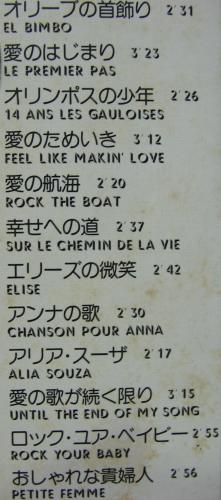 オリーブの首飾り 2′31
EL BIMBO
愛のはじまり 3′23
LE PREMIER PAS
オリンポスの少年 2′26
14 ANS LES GAULOISES
愛のためいき 3′12
FEEL LIKE MAKIN' LOVE
愛の航海 2′20
ROCK THE BOAT
幸せへの道 2′37
SUR LE CHEMIN DE LA VIE
エリーズの微笑 2′42
ELISE
アンナの歌 2′30
CHANSON POUR ANNA
アリア・スーザ 2′17
ALIA SOUZA
愛の歌が続く限り 3′15
UNTIL THE END OF MY SONG
ロック・ユア・ベイビー 2′55
ROCK YOUR BABY
おしゃれな貴婦人 2′56
PETITE FEMME